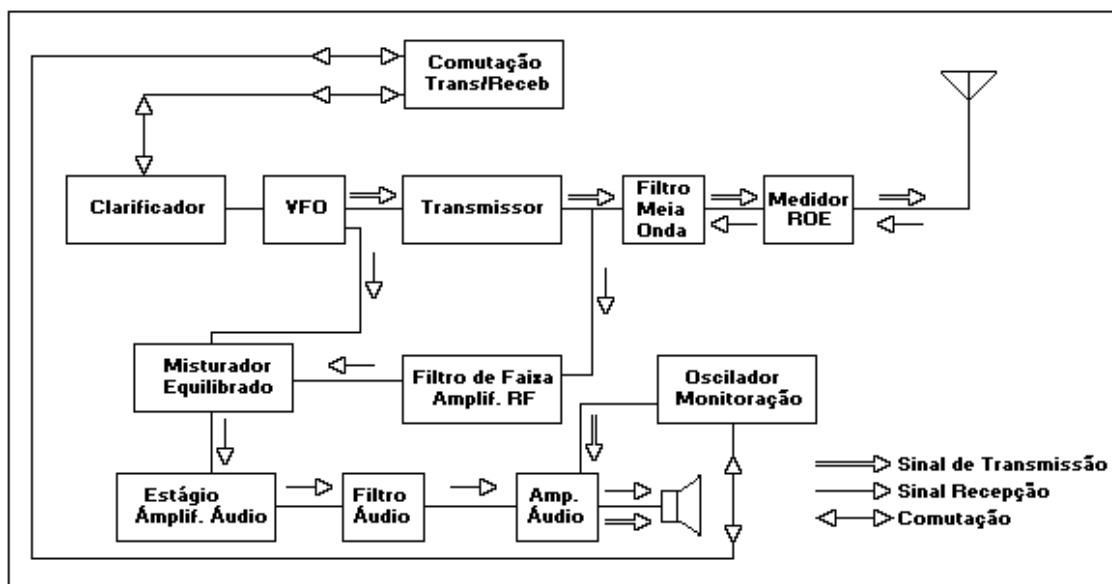 Comutação
Trans/Receb
Clarificador
VFO
Transmissor
Filtro
Meia
Onda
Medidor
ROE
Misturador
Equilibrado
Filtro de Faixa
Amplif. RF
Oscilador
Monitoração
Estágio
Ámplif. Áudio
Filtro
Áudio
Amp.
Áudio
Sinal de Transmissão
Sinal Recepção
Comutação